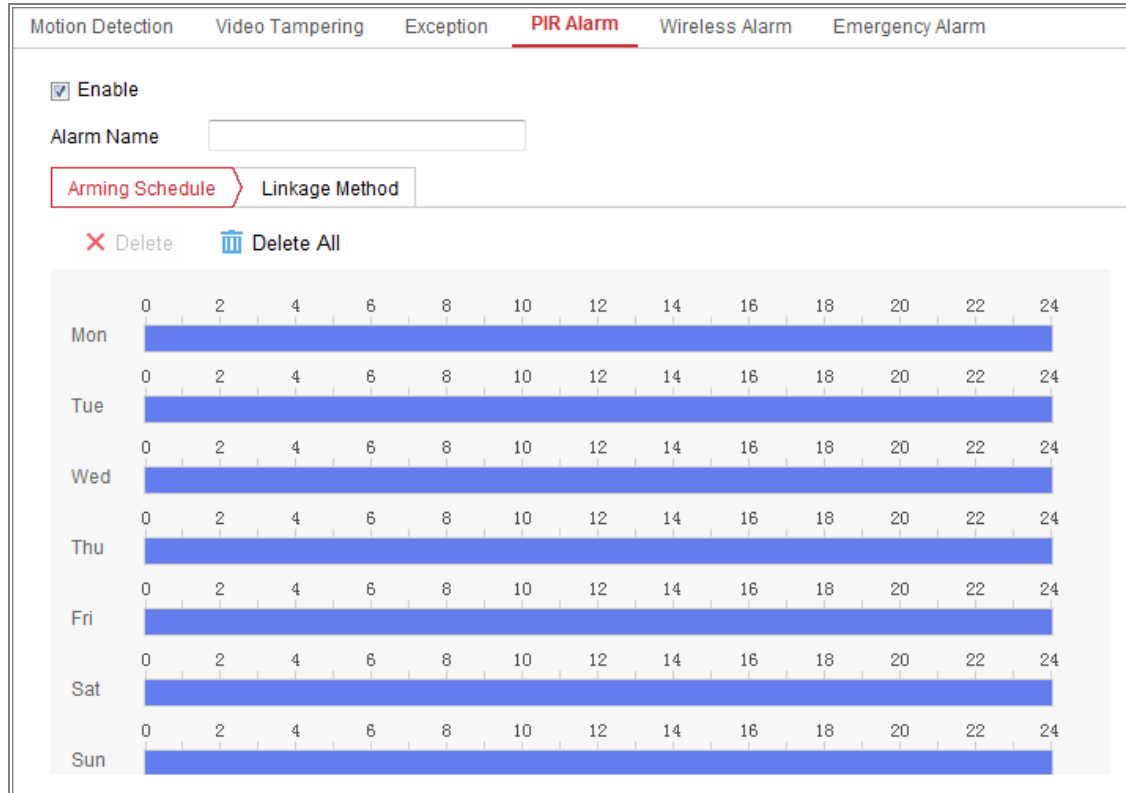 Motion Detection Video Tampering Exception PIR Alarm Wireless Alarm Emergency Alarm
Enable
Alarm Name
Arming Schedule Linkage Method
Delete Delete All
0 2 4 6 8 10 12 14 16 18 20 22 24
Mon
0 2 4 6 8 10 12 14 16 18 20 22 24
Tue
0 2 4 6 8 10 12 14 16 18 20 22 24
Wed
0 2 4 6 8 10 12 14 16 18 20 22 24
Thu
0 2 4 6 8 10 12 14 16 18 20 22 24
Fri
0 2 4 6 8 10 12 14 16 18 20 22 24
Sat
0 2 4 6 8 10 12 14 16 18 20 22 24
Sun